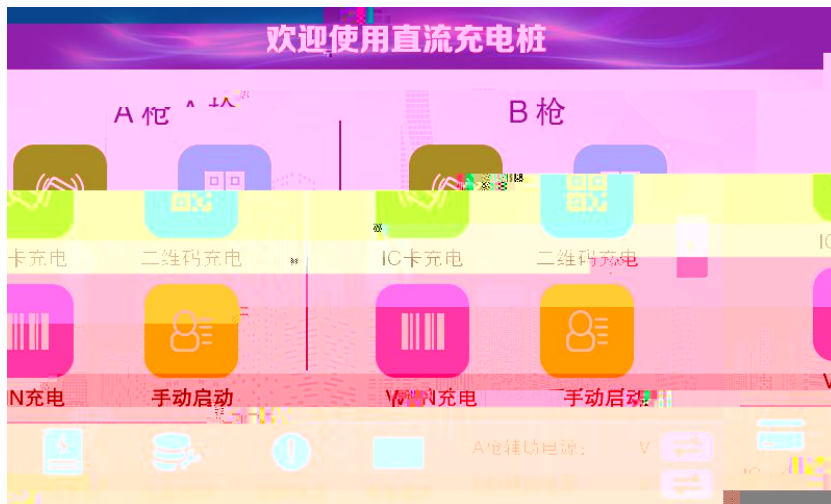 欢迎使用直流充电桩
A枪
B枪
卡充电 二维码充电 IC卡充电 二维码充电
N充电 手动启动 充电 手动启动
A枪辅助电源: V